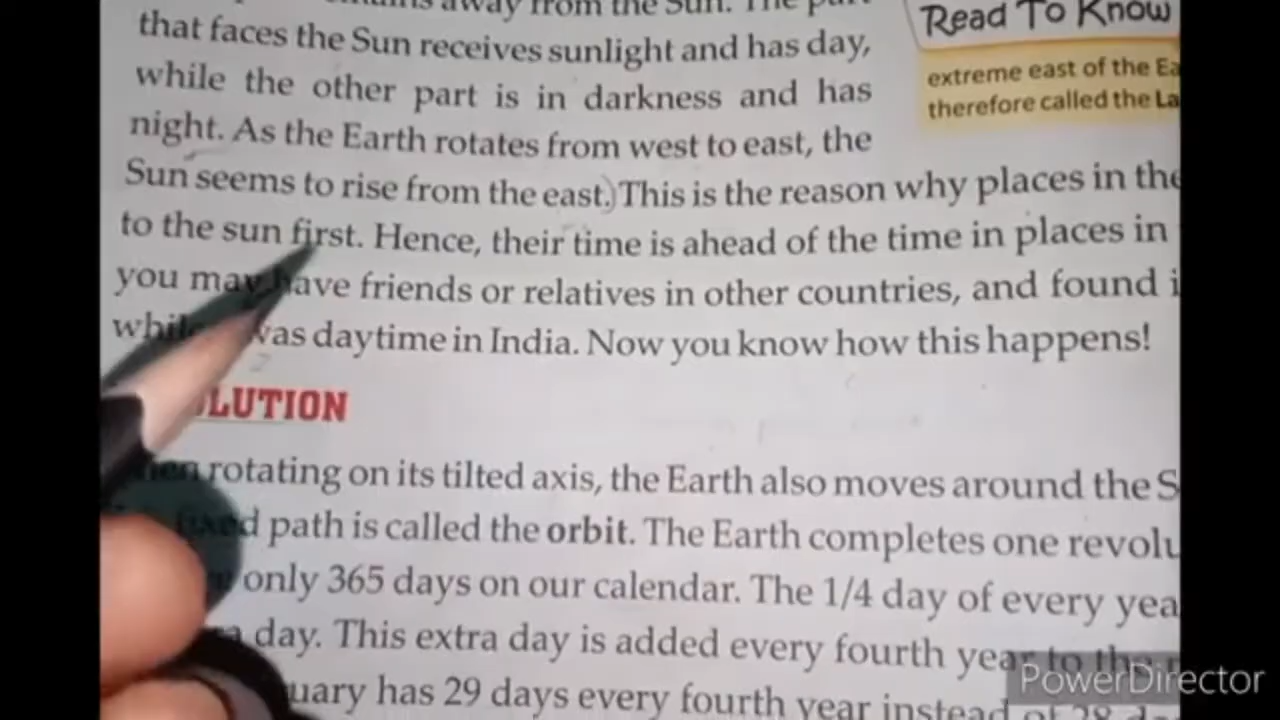 away from the Sun. The
that faces the Sun receives sunlight and has day,
while the other part is in darkness and has
night. As the Earth rotates from west to east, the
Sun seems to rise from the east.) This is the reason why places in the
to the sun first. Hence, their time is ahead of the time in places in
you may have friends or relatives in other countries, and found
was daytime in India. Now you know how this happens!
LUTION
rotating on its tilted axis, the Earth also moves around the S
path is called the orbit. The Earth completes one revolu
only 365 days on our calendar. The 1/4 day of every yea
day. This extra day is added every fourth year to the
uary has 29 days every fourth year instead of 28
Read To Know
extreme east of the Ea
therefore called the La
PowerDirector